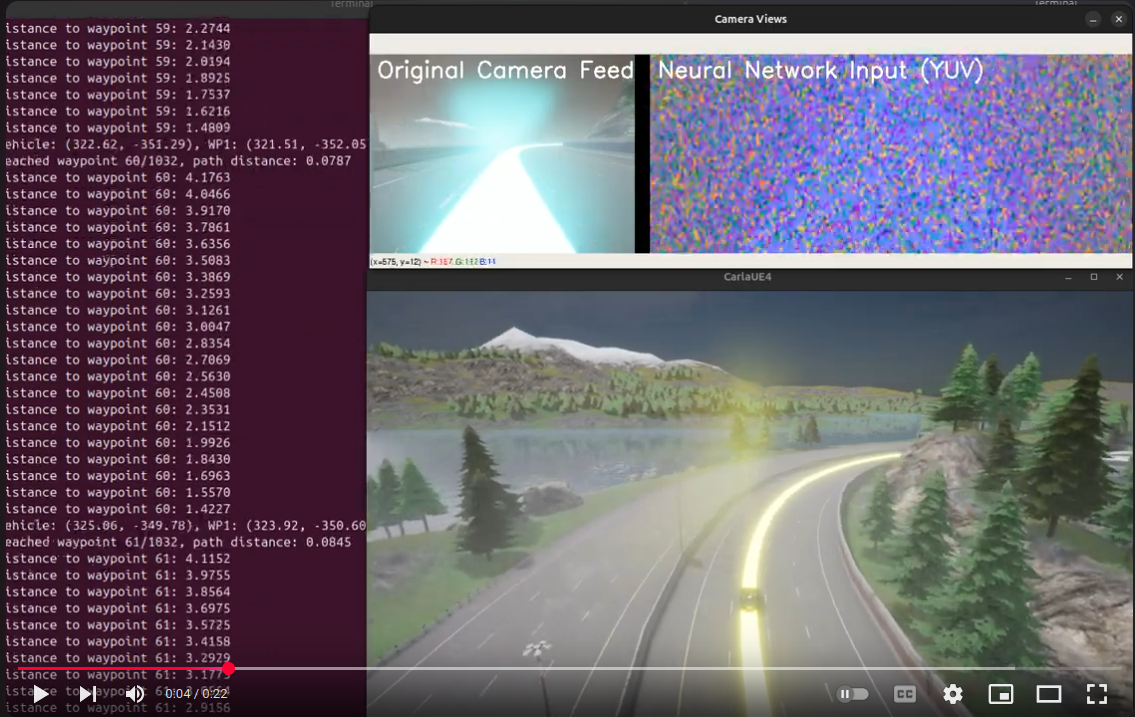 Terminal
Terminal
istance to waypoint 59: 2.2744
istance to waypoint 59: 2.1430
istance to waypoint 59: 2.0194
istance to waypoint 59: 1.8925
istance to waypoint 59: 1.7537
istance to waypoint 59: 1.6216
istance to waypoint 59: 1.4809
ehicle: (322.62, -351.29), WP1: (321.51, -352.05
eached waypoint 60/1032, path distance: 0.0787
istance to waypoint 60: 4.1763
istance to waypoint 60: 4.0466
istance to waypoint 60: 3.9170
istance to waypoint 60: 3.7861
istance to waypoint 60: 3.6356
istance to waypoint 60: 3.5083
istance to waypoint 60: 3.3869
istance to waypoint 60: 3.2593
istance to waypoint 60: 3.1261
istance to waypoint 60: 3.0047
istance to waypoint 60: 2.8354
istance to waypoint 60: 2.7069
istance to waypoint 60: 2.5630
istance to waypoint 60: 2.4508
istance to waypoint 60: 2.3531
istance to waypoint 60: 2.1512
istance to waypoint 60: 1.9926
istance to waypoint 60: 1.8430
istance to waypoint 60: 1.6963
istance to waypoint 60: 1.5570
istance to waypoint 60: 1.4227
ehicle: (325.06, -349.78), WP1: (323.92, -350.60
eached waypoint 61/1032, path distance: 0.0845
istance to waypoint 61: 4.1152
istance to waypoint 61: 3.9755
istance to waypoint 61: 3.8564
istance to waypoint 61: 3.6975
istance to waypoint 61: 3.5725
istance to waypoint 61: 3.4158
istance to waypoint 61: 3.2929
istance to waypoint 61: 3.1775
istance to waypoint 61: 2.9156
Camera Views
Original Camera Feed
Neural Network Input (YUV)
(x=575, y=12) ~
CarlaUE4
0:04 / 0:22
CC